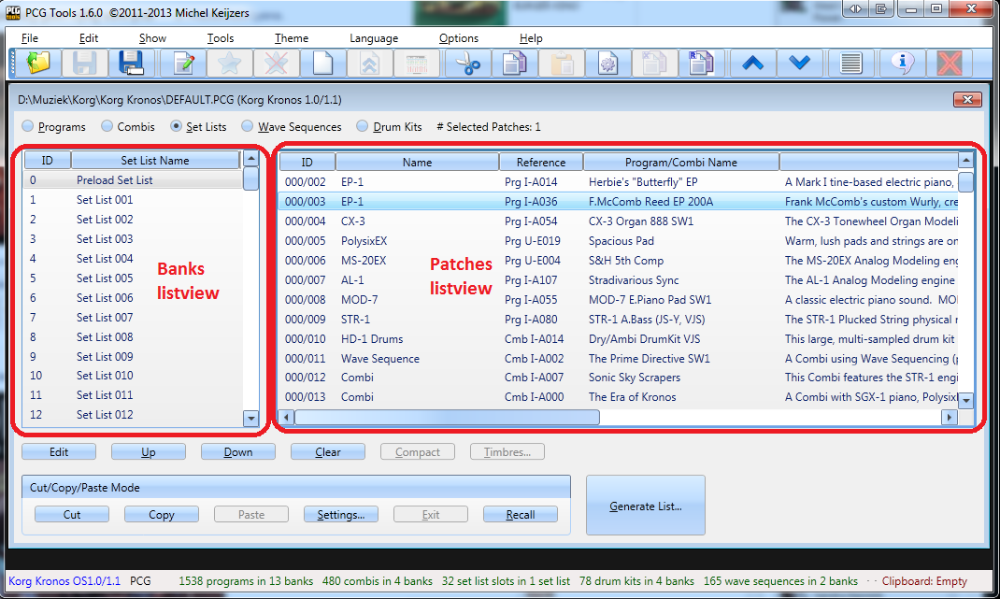 PCG Tools 1.6.0 ©2011-2013 Michel Keijzers
File Edit Show Tools Theme Language Options Help
D:\Muziek\Korg\Korg Kronos\DEFAULT.PCG (Korg Kronos 1.0/1.1)
Programs Combis Set Lists Wave Sequences Drum Kits # Selected Patches: 1
ID Set List Name
0 Preload Set List
1 Set List 001
2 Set List 002
3 Set List 003
4 Set List 004
5 Set List 005
6 Set List 006
7 Set List 007
8 Set List 008
9 Set List 009
10 Set List 010
11 Set List 011
12 Set List 012
Banks
listview
ID Name Reference Program/Combi Name
000/002 EP-1 Prg I-A014 Herbie's "Butterfly" EP A Mark I tine-based electric piano,
000/003 EP-1 Prg I-A036 F.McComb Reed EP 200A Frank McComb's custom Wurly, cre
000/004 CX-3 Prg I-A054 CX-3 Organ 888 SW1 The CX-3 Tonewheel Organ Modeli
000/005 PolysixEX Prg U-E019 Spacious Pad Warm, lush pads and strings are on
000/006 MS-20EX Prg U-E004 S&H 5th Comp The MS-20EX Analog Modeling en
000/007 AL-1 Prg I-A107 Stradivarious Sync The AL-1 Analog Modeling engine
000/008 MOD-7 Prg I-A055 MOD-7 E.Piano Pad SW1 A classic electric piano sound. MO
000/009 STR-1 Prg I-A080 STR-1 A.Bass (JS-Y, VJS) The STR-1 Plucked String physical r
000/010 HD-1 Drums Cmb I-A014 Dry/Ambi DrumKit VJS This large, multi-sampled drum kit
000/011 Wave Sequence Cmb I-A002 The Prime Directive SW1 A Combi using Wave Sequencing (p
000/012 Combi Cmb I-A007 Sonic Sky Scrapers This Combi features the STR-1 engi
000/013 Combi Cmb I-A000 The Era of Kronos A Combi with SGX-1 piano, Polysix
Patches
listview
Edit Up Down Clear Compact Timbres...
Cut/Copy/Paste Mode
Cut Copy Paste Settings... Exit Recall
Generate List...
Korg Kronos OS1.0/1.1 PCG 1538 programs in 13 banks 480 combis in 4 banks 32 set list slots in 1 set list 78 drum kits in 4 banks 165 wave sequences in 2 banks - - Clipboard: Empty